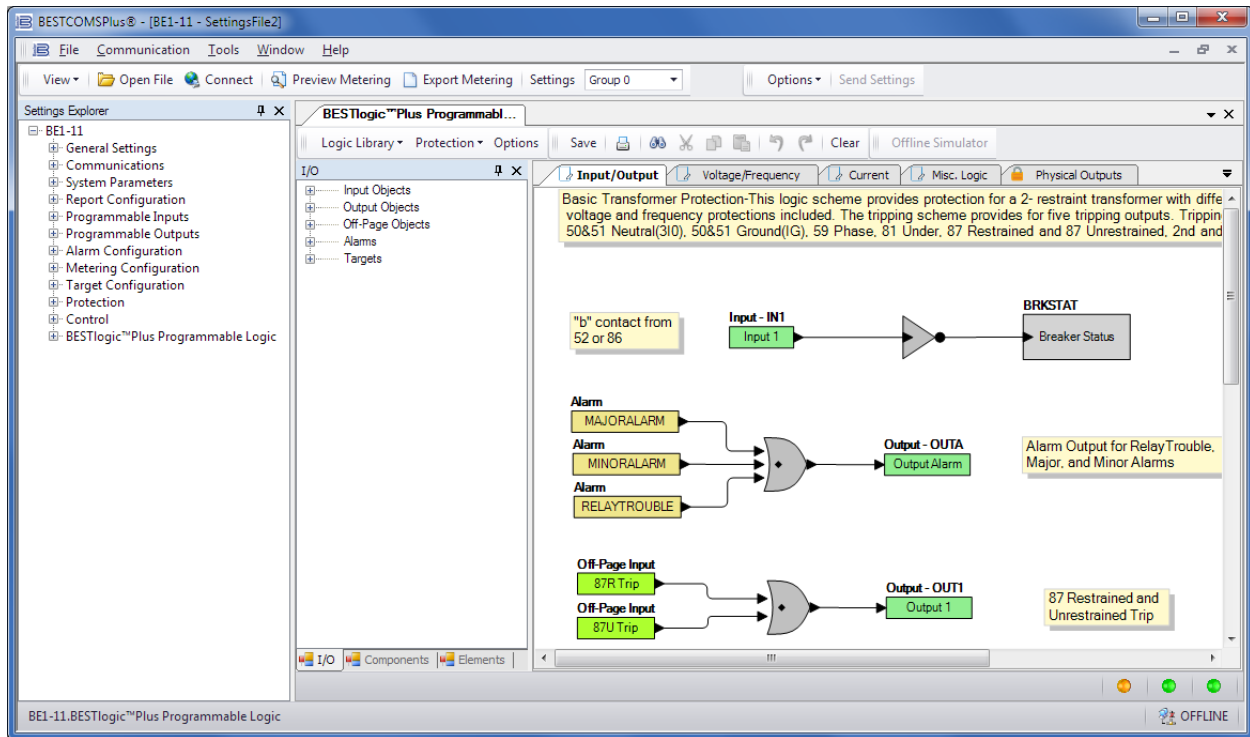 BESTCOMSPlus® - [BE1-11 - SettingsFile2]
File Communication Tools Window Help
View Open File Connect Preview Metering Export Metering Settings Group 0 Options Send Settings
Settings Explorer
BE1-11
General Settings
Communications
System Parameters
Report Configuration
Programmable Inputs
Programmable Outputs
Alarm Configuration
Metering Configuration
Target Configuration
Protection
Control
BESTlogic™Plus Programmable Logic
BESTlogic™Plus Programmabl...
Logic Library Protection Options Save Clear Offline Simulator
I/O
Input Objects
Output Objects
Off-Page Objects
Alarms
Targets
I/O Components Elements
Input/Output Voltage/Frequency Current Misc. Logic Physical Outputs
Basic Transformer Protection-This logic scheme provides protection for a 2- restraint transformer with diffe
voltage and frequency protections included. The tripping scheme provides for five tripping outputs. Trippin
50&51 Neutral(3I0), 50&51 Ground(IG), 59 Phase, 81 Under, 87 Restrained and 87 Unrestrained, 2nd and
"b" contact from
52 or 86
Input - IN1
Input 1
BRKSTAT
Breaker Status
Alarm
MAJORALARM
Alarm
MINORALARM
Alarm
RELAYTROUBLE
Output - OUTA
Output Alarm
Alarm Output for RelayTrouble,
Major, and Minor Alarms
Off-Page Input
87R Trip
Off-Page Input
87U Trip
Output - OUT1
Output 1
87 Restrained and
Unrestrained Trip
BE1-11.BESTlogic™Plus Programmable Logic
OFFLINE